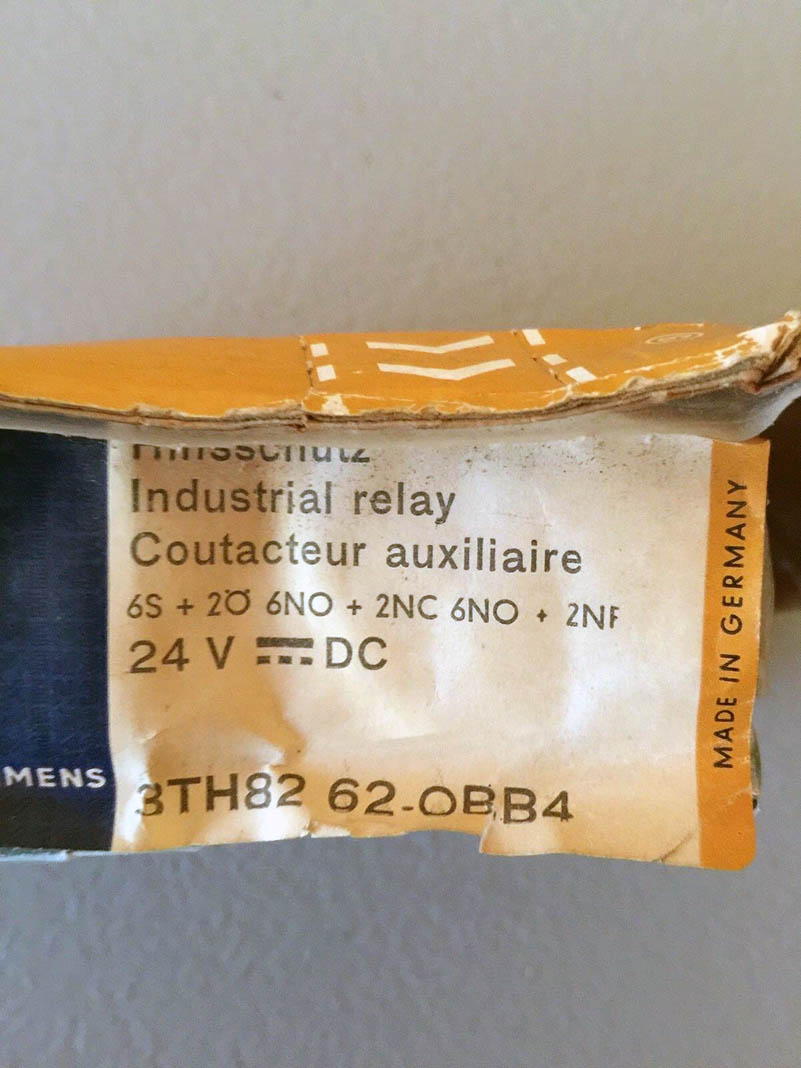 Industrial relay
Coutacteur auxiliaire
6S + 2Ö 6NO + 2NC 6NO + 2NF
24 V DC
MENS
3TH82 62-0BB4
MADE IN GERMANY